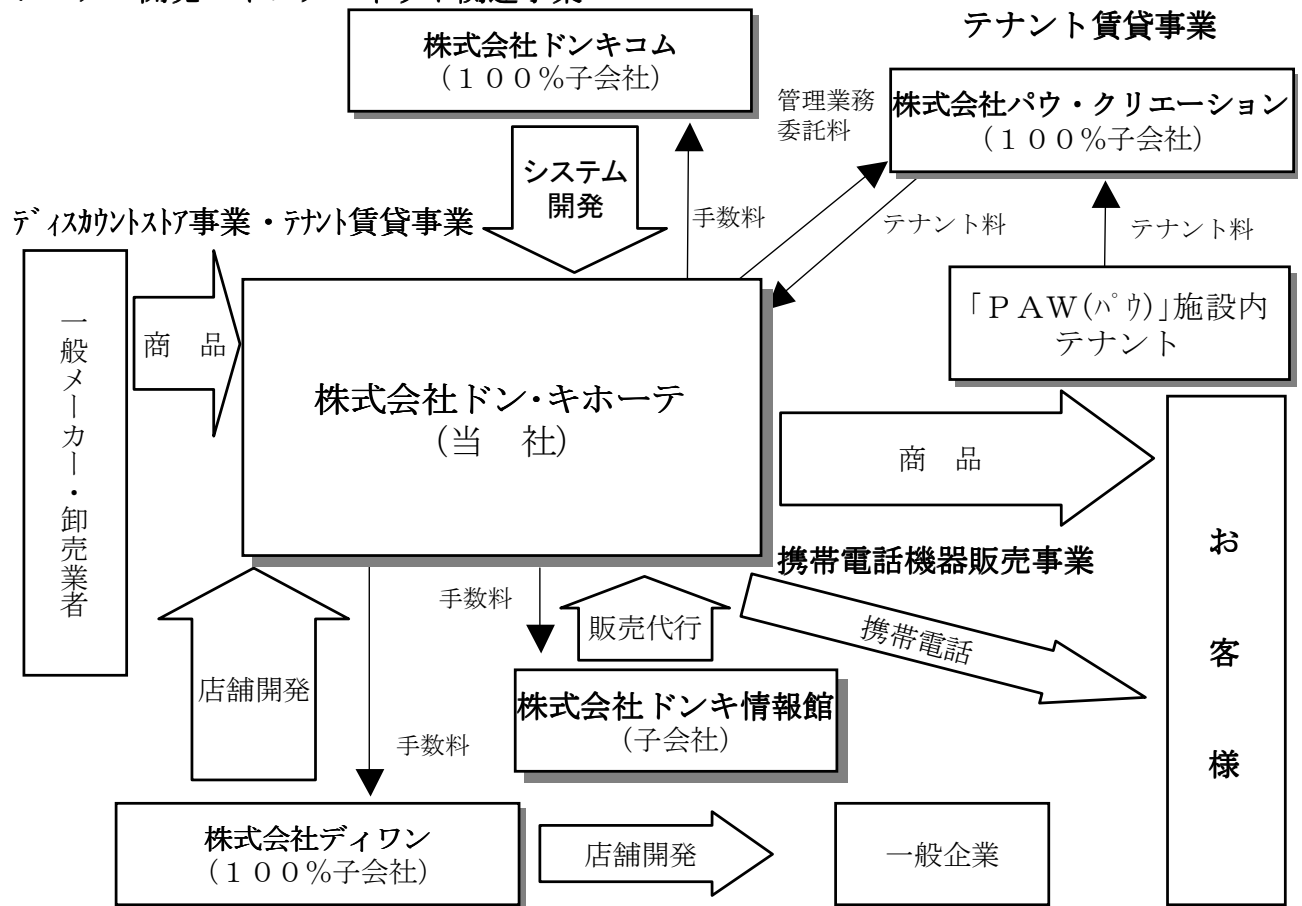 株式会社ドンキコム
(100%子会社)
テナント賃貸事業
管理業務
委託料
株式会社パウ・クリエーション
(100%子会社)
システム
開発
手数料
テナント料
テナント料
ディスカウントストア事業・テナント賃貸事業
一般メーカー・卸売業者
商 品
「PAW(パウ)」施設内
テナント
株式会社ドン・キホーテ
(当 社)
商 品
お客様
携帯電話機器販売事業
手数料
販売代行
携帯電話
店舗開発
株式会社ドンキ情報館
(子会社)
手数料
株式会社ディワン
(100%子会社)
店舗開発
一般企業